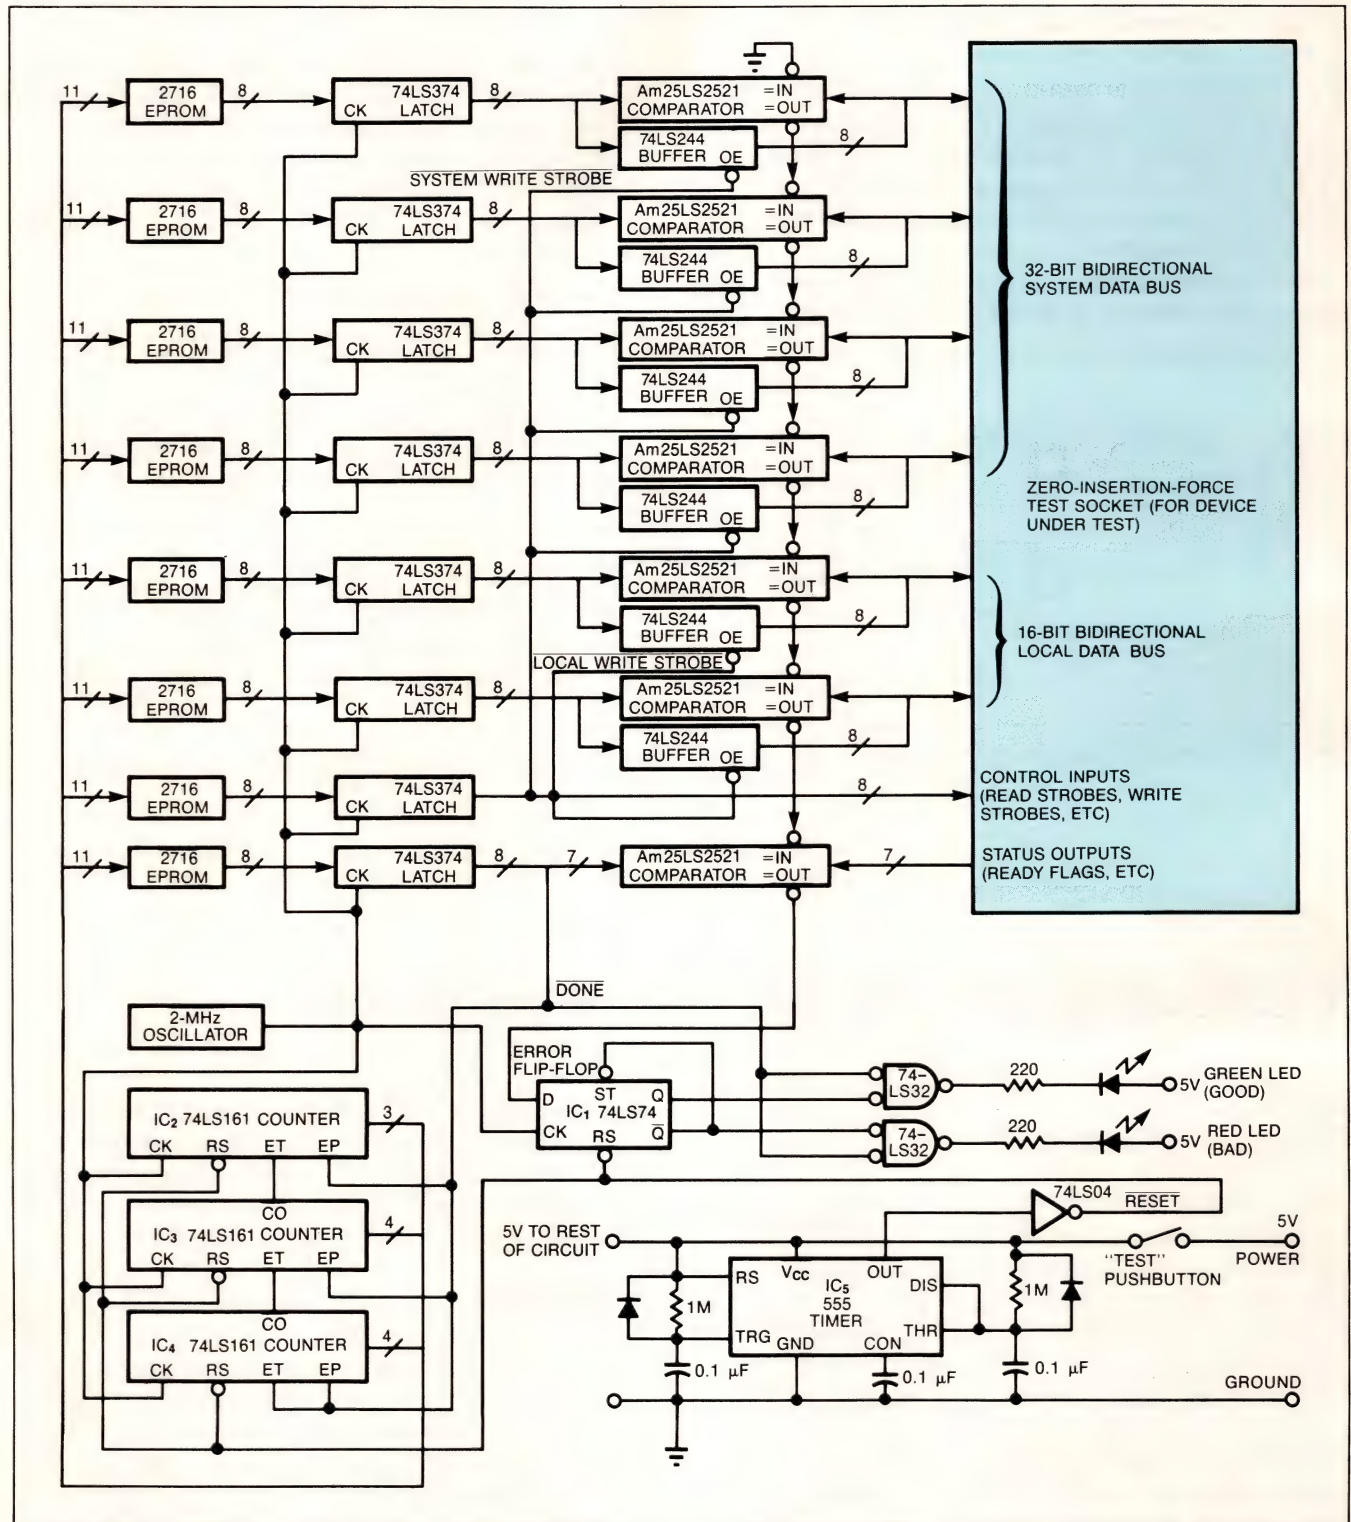 11
2716
EPROM
8
74LS374
CK LATCH
8
Am25LS2521 =IN
COMPARATOR =OUT
74LS244
BUFFER OE
8
SYSTEM WRITE STROBE
11
2716
EPROM
8
74LS374
CK LATCH
8
Am25LS2521 =IN
COMPARATOR =OUT
74LS244
BUFFER OE
8
32-BIT BIDIRECTIONAL
SYSTEM DATA BUS
11
2716
EPROM
8
74LS374
CK LATCH
8
Am25LS2521 =IN
COMPARATOR =OUT
74LS244
BUFFER OE
8
11
2716
EPROM
8
74LS374
CK LATCH
8
Am25LS2521 =IN
COMPARATOR =OUT
74LS244
BUFFER OE
8
ZERO-INSERTION-FORCE
TEST SOCKET (FOR DEVICE
UNDER TEST)
11
2716
EPROM
8
74LS374
CK LATCH
8
Am25LS2521 =IN
COMPARATOR =OUT
74LS244
BUFFER OE
8
16-BIT BIDIRECTIONAL
LOCAL DATA BUS
LOCAL WRITE STROBE
11
2716
EPROM
8
74LS374
CK LATCH
8
Am25LS2521 =IN
COMPARATOR =OUT
74LS244
BUFFER OE
8
11
2716
EPROM
8
74LS374
CK LATCH
8
CONTROL INPUTS
(READ STROBES, WRITE
STROBES, ETC)
11
2716
EPROM
8
74LS374
CK LATCH
8
7
Am25LS2521 =IN
COMPARATOR =OUT
7
STATUS OUTPUTS
(READY FLAGS, ETC)
DONE
2-MHz
OSCILLATOR
ERROR
FLIP-FLOP
D ST Q
IC1 74LS74
CK RS Q
74-
LS32
220
5V
GREEN LED
(GOOD)
74-
LS32
220
5V
RED LED
(BAD)
IC2 74LS161 COUNTER
CK RS ET EP
3
CO
IC3 74LS161 COUNTER
CK RS ET EP
4
CO
IC4 74LS161 COUNTER
CK RS ET EP
4
74LS04
RESET
5V TO REST
OF CIRCUIT
"TEST"
PUSHBUTTON
5V
POWER
1M
RS VCC OUT DIS
IC5
555
TIMER
TRG GND CON THR
1M
0.1 µF
0.1 µF
0.1 µF
GROUND